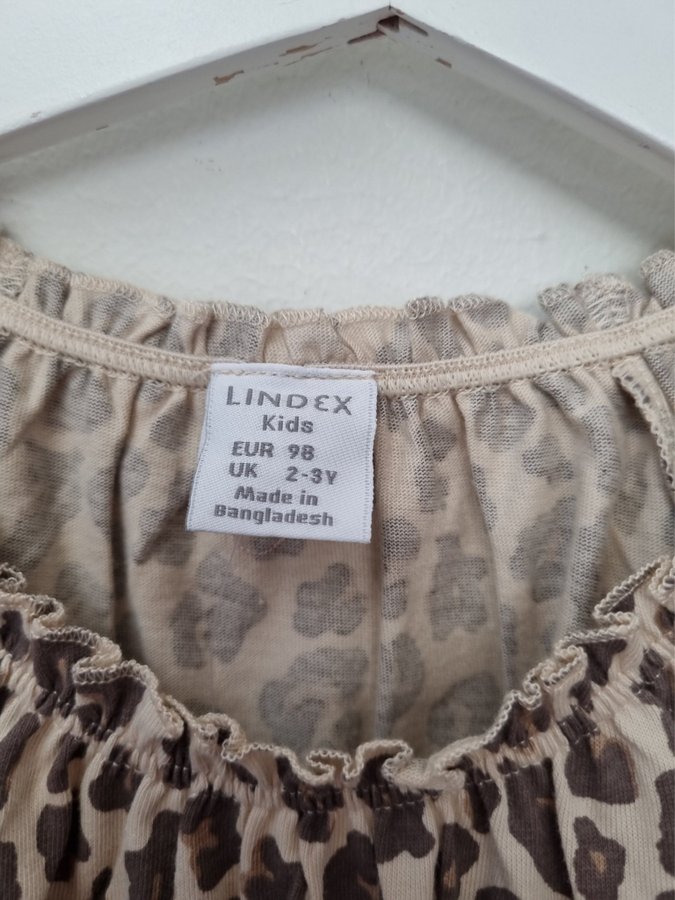 LINDEX
Kids
EUR 98
UK 2-3Y
Made in
Bangladesh